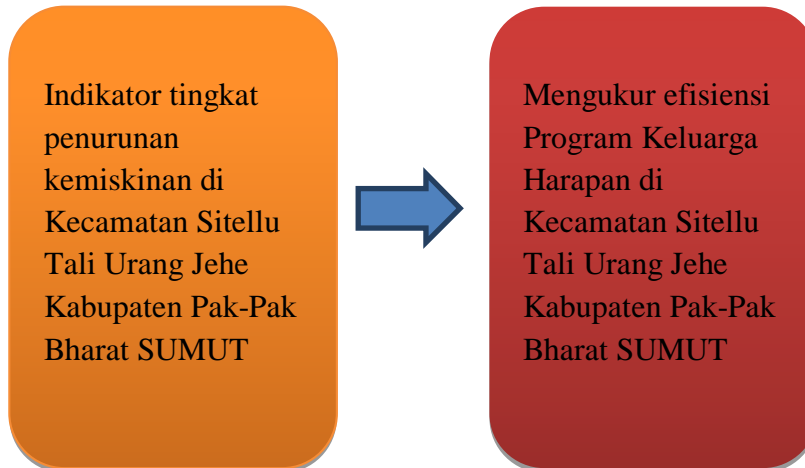 Indikator tingkat
penurunan
kemiskinan di
Kecamatan Sitellu
Tali Urang Jehe
Kabupaten Pak-Pak
Bharat SUMUT
Mengukur efisiensi
Program Keluarga
Harapan di
Kecamatan Sitellu
Tali Urang Jehe
Kabupaten Pak-Pak
Bharat SUMUT